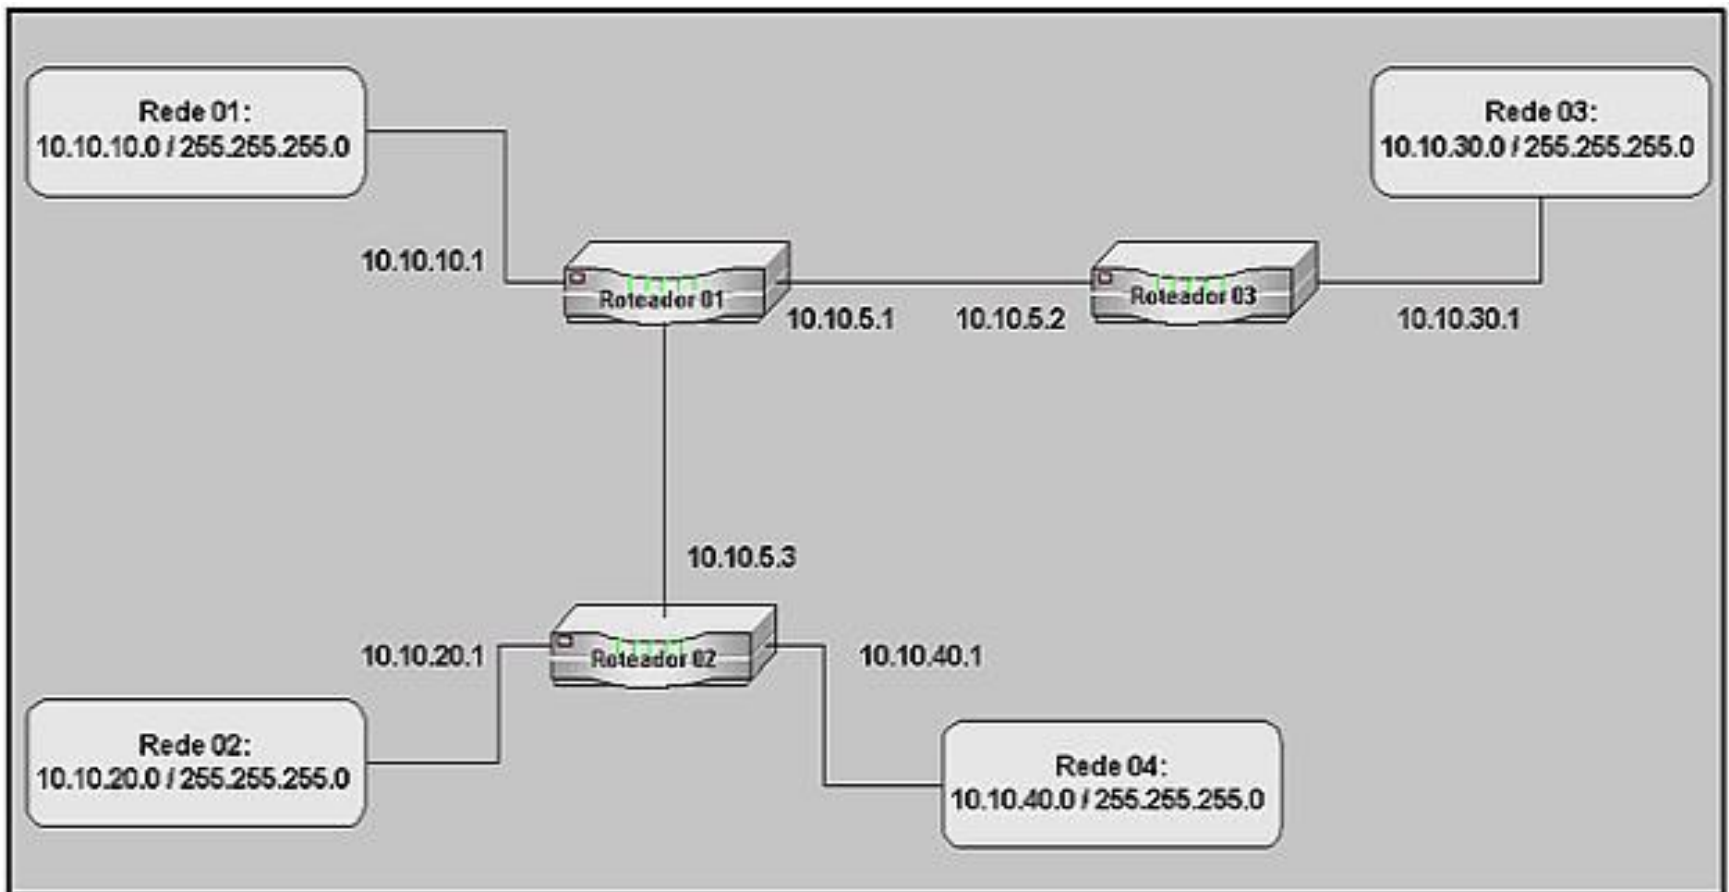 Rede 01:
10.10.10.0 / 255.255.255.0
Rede 03:
10.10.30.0 / 255.255.255.0
10.10.10.1
Roteador 01
10.10.5.1
10.10.5.2
Roteador 03
10.10.30.1
10.10.5.3
10.10.20.1
Roteador 02
10.10.40.1
Rede 02:
10.10.20.0 / 255.255.255.0
Rede 04:
10.10.40.0 / 255.255.255.0